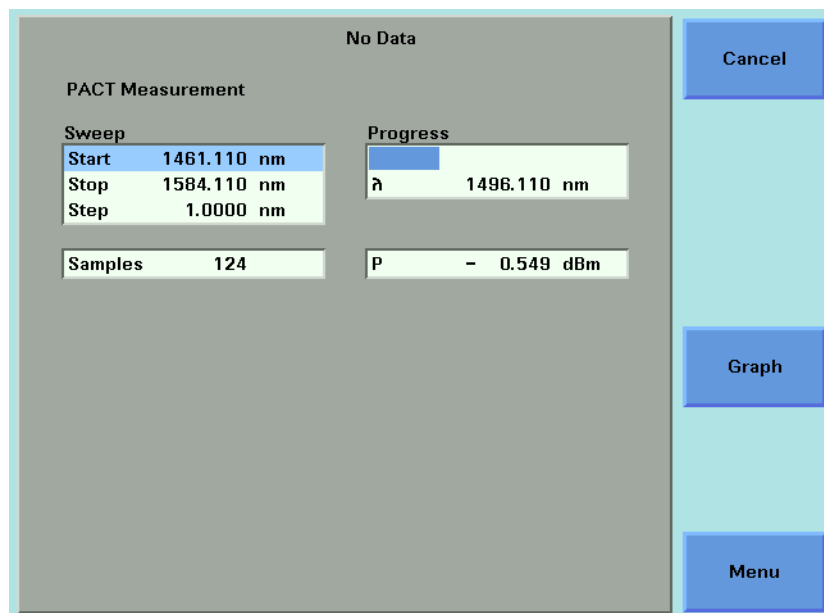 No Data
PACT Measurement
Sweep
Start 1461.110 nm
Stop 1584.110 nm
Step 1.0000 nm
Samples 124
Progress
λ 1496.110 nm
P - 0.549 dBm
Cancel
Graph
Menu